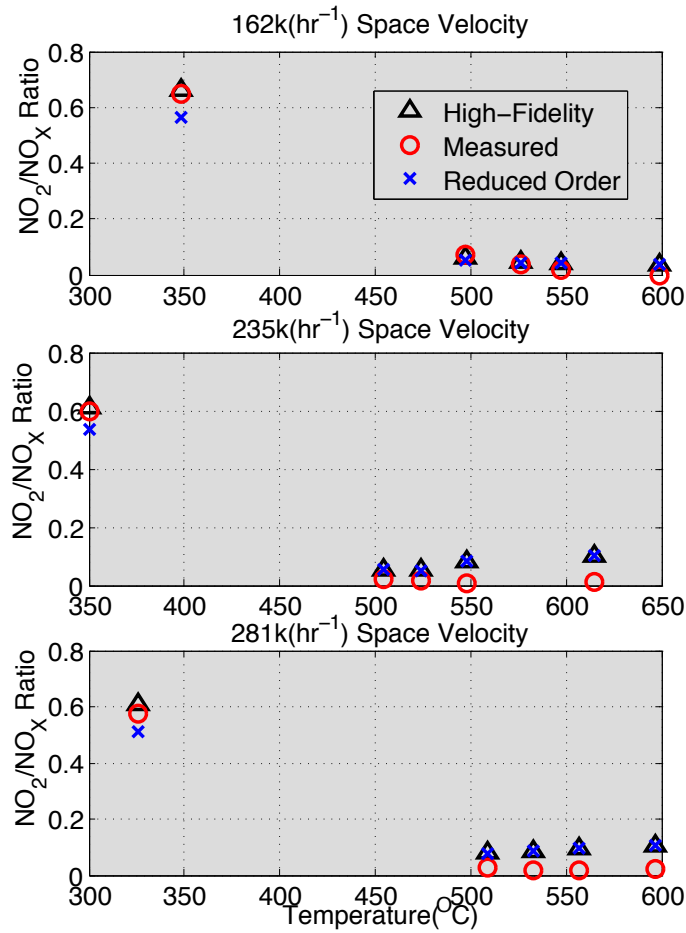 162k(hr⁻¹) Space Velocity
0.8
0.6
0.4
0.2
0
NO₂/NOₓ Ratio
High−Fidelity
Measured
Reduced Order
300 350 400 450 500 550 600
235k(hr⁻¹) Space Velocity
0.8
0.6
0.4
0.2
0
NO₂/NOₓ Ratio
350 400 450 500 550 600 650
281k(hr⁻¹) Space Velocity
0.8
0.6
0.4
0.2
0
NO₂/NOₓ Ratio
300 350 400 450 500 550 600
Temperature(ᴼC)